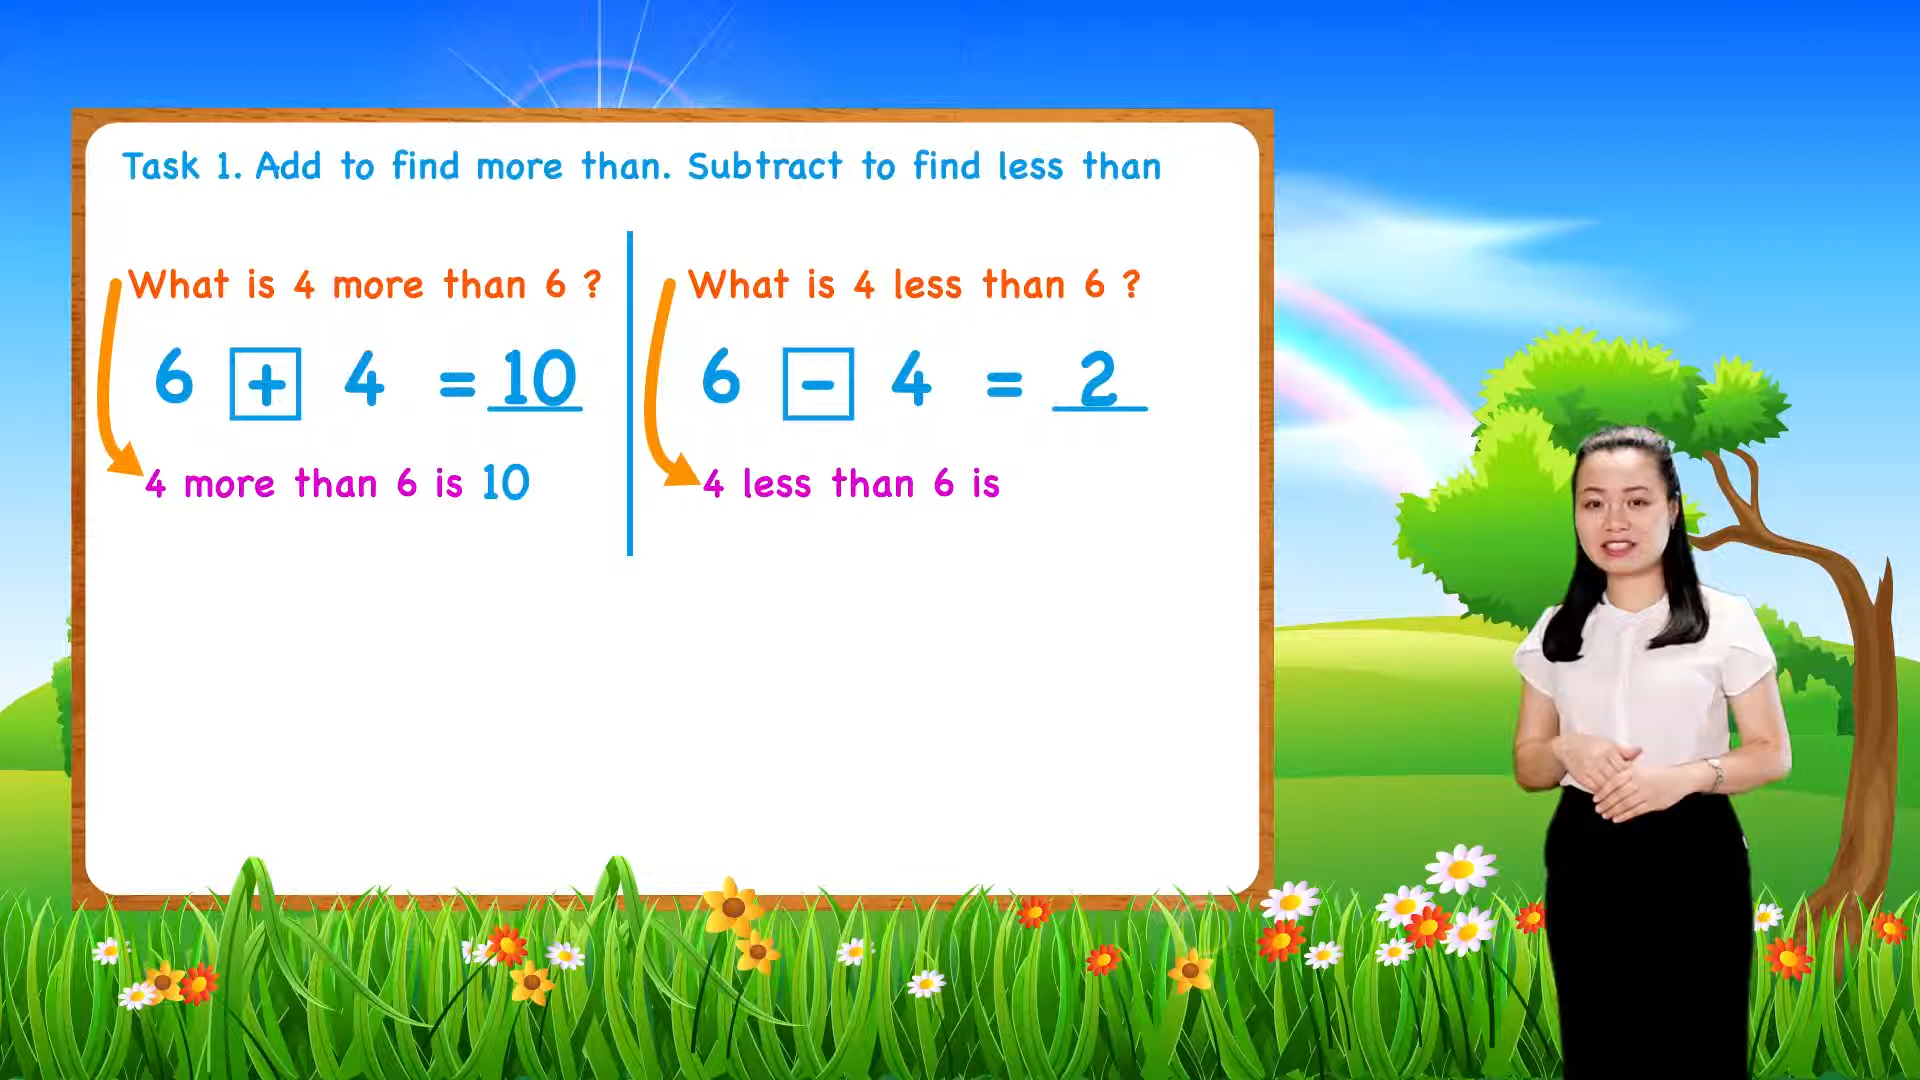 Task 1. Add to find more than. Subtract to find less than
What is 4 more than 6 ?
6 + 4 = 10
4 more than 6 is 10
What is 4 less than 6 ?
6 - 4 = 2
4 less than 6 is